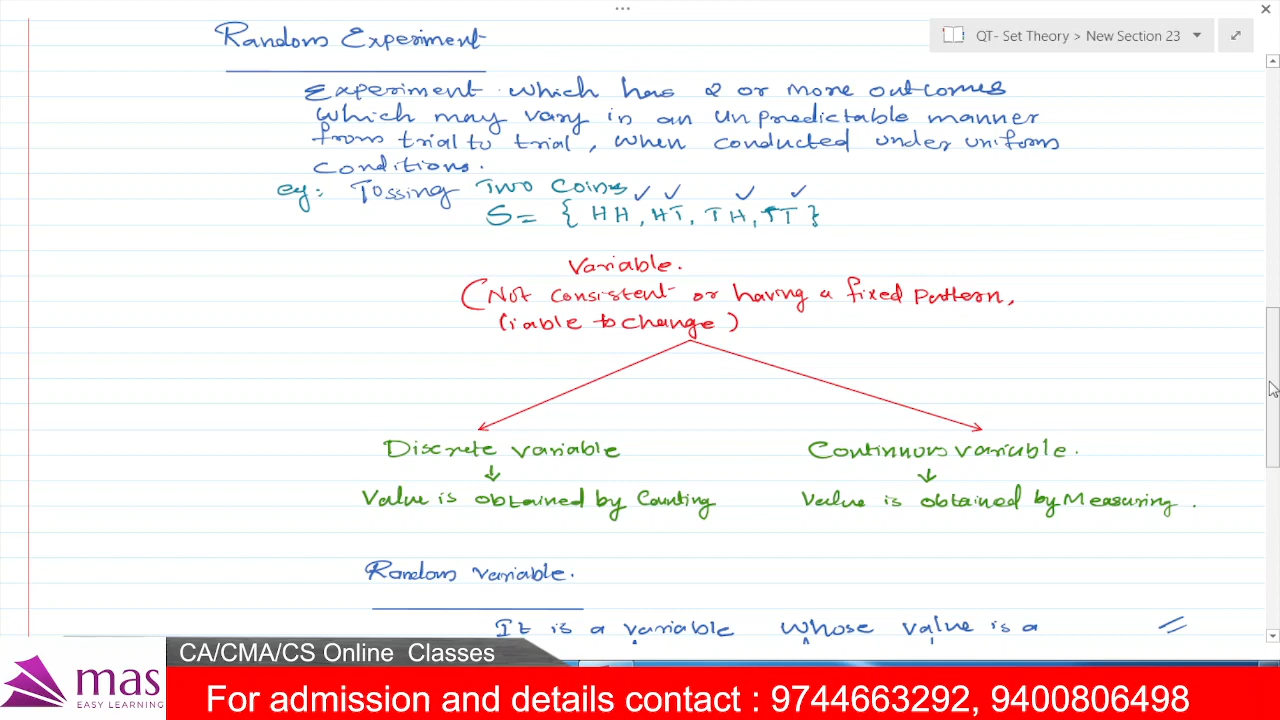 ...
QT- Set Theory > New Section 23
Random Experiment
Experiment which has 2 or more outcomes
which may vary in an unpredictable manner
from trial to trial, when conducted under uniform
conditions.
eg: Tossing Two Coins
S = { HH, HT, TH, TT }
Variable.
(Not consistent or having a fixed pattern,
liable to change)
Discrete variable
Continuous variable.
Value is obtained by Counting
Value is obtained by Measuring.
Random variable.
It is a variable whose value is a
CA/CMA/CS Online Classes
mas
EASY LEARNING
For admission and details contact : 9744663292, 9400806498